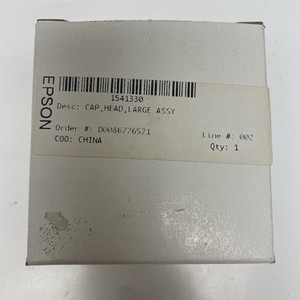 EPSON
1541330
Desc: CAP,HEAD,LARGE ASSY
Order #: D0086776571
Line #: 002
COO: CHINA
Qty: 1